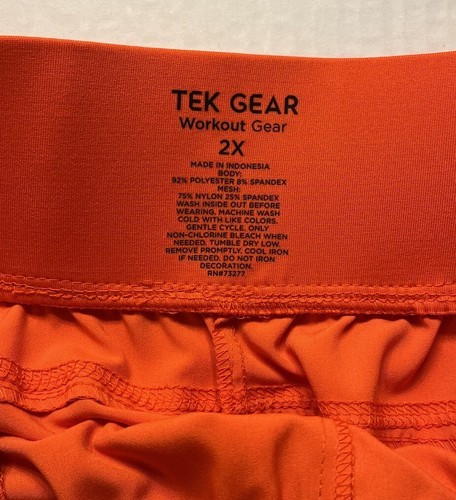 TEK GEAR
Workout Gear
2X
MADE IN INDONESIA
BODY:
92% POLYESTER 8% SPANDEX
MESH:
75% NYLON 25% SPANDEX
WASH INSIDE OUT BEFORE
WEARING. MACHINE WASH
COLD WITH LIKE COLORS.
GENTLE CYCLE. ONLY
NON-CHLORINE BLEACH WHEN
NEEDED. TUMBLE DRY LOW.
REMOVE PROMPTLY. COOL IRON
IF NEEDED. DO NOT IRON
DECORATION.
RN#73277